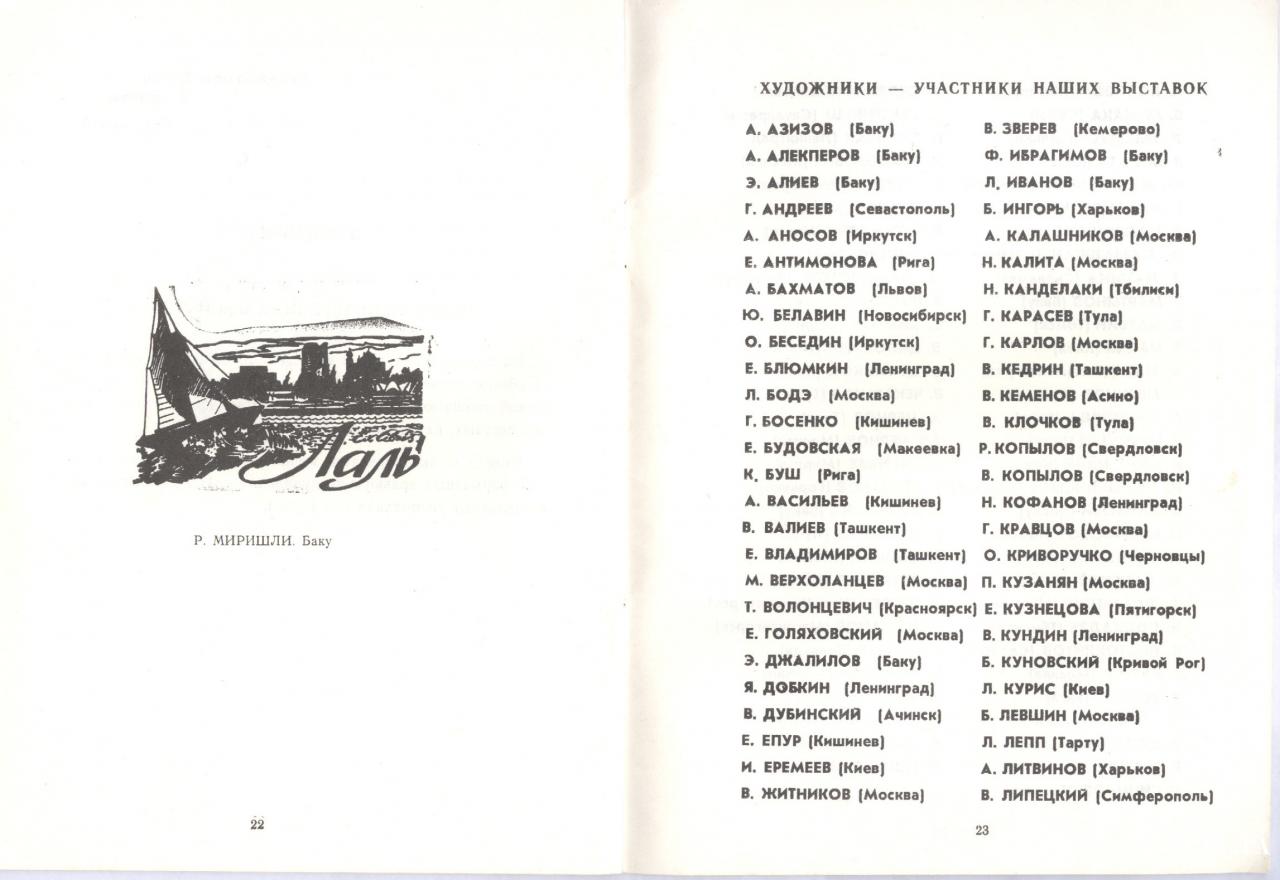 ex libris
Лаль
Р. МИРИШЛИ. Баку
22
ХУДОЖНИКИ — УЧАСТНИКИ НАШИХ ВЫСТАВОК
А. АЗИЗОВ (Баку)
А. АЛЕКПЕРОВ (Баку)
Э. АЛИЕВ (Баку)
Г. АНДРЕЕВ (Севастополь)
А. АНОСОВ (Иркутск)
Е. АНТИМОНОВА (Рига)
А. БАХМАТОВ (Львов)
Ю. БЕЛАВИН (Новосибирск)
О. БЕСЕДИН (Иркутск)
Е. БЛЮМКИН (Ленинград)
Л. БОДЭ (Москва)
Г. БОСЕНКО (Кишинев)
Е. БУДОВСКАЯ (Макеевка)
К. БУШ (Рига)
А. ВАСИЛЬЕВ (Кишинев)
В. ВАЛИЕВ (Ташкент)
Е. ВЛАДИМИРОВ (Ташкент)
М. ВЕРХОЛАНЦЕВ (Москва)
Т. ВОЛОНЦЕВИЧ (Красноярск)
Е. ГОЛЯХОВСКИЙ (Москва)
Э. ДЖАЛИЛОВ (Баку)
Я. ДОБКИН (Ленинград)
В. ДУБИНСКИЙ (Ачинск)
Е. ЕПУР (Кишинев)
И. ЕРЕМЕЕВ (Киев)
В. ЖИТНИКОВ (Москва)
В. ЗВЕРЕВ (Кемерово)
Ф. ИБРАГИМОВ (Баку)
Л. ИВАНОВ (Баку)
Б. ИНГОРЬ (Харьков)
А. КАЛАШНИКОВ (Москва)
Н. КАЛИТА (Москва)
Н. КАНДЕЛАКИ (Тбилиси)
Г. КАРАСЕВ (Тула)
Г. КАРЛОВ (Москва)
В. КЕДРИН (Ташкент)
В. КЕМЕНОВ (Асино)
В. КЛОЧКОВ (Тула)
Р. КОПЫЛОВ (Свердловск)
В. КОПЫЛОВ (Свердловск)
Н. КОФАНОВ (Ленинград)
Г. КРАВЦОВ (Москва)
О. КРИВОРУЧКО (Черновцы)
П. КУЗАНЯН (Москва)
Е. КУЗНЕЦОВА (Пятигорск)
В. КУНДИН (Ленинград)
Б. КУНОВСКИЙ (Кривой Рог)
Л. КУРИС (Киев)
Б. ЛЕВШИН (Москва)
Л. ЛЕПП (Тарту)
А. ЛИТВИНОВ (Харьков)
В. ЛИПЕЦКИЙ (Симферополь)
23